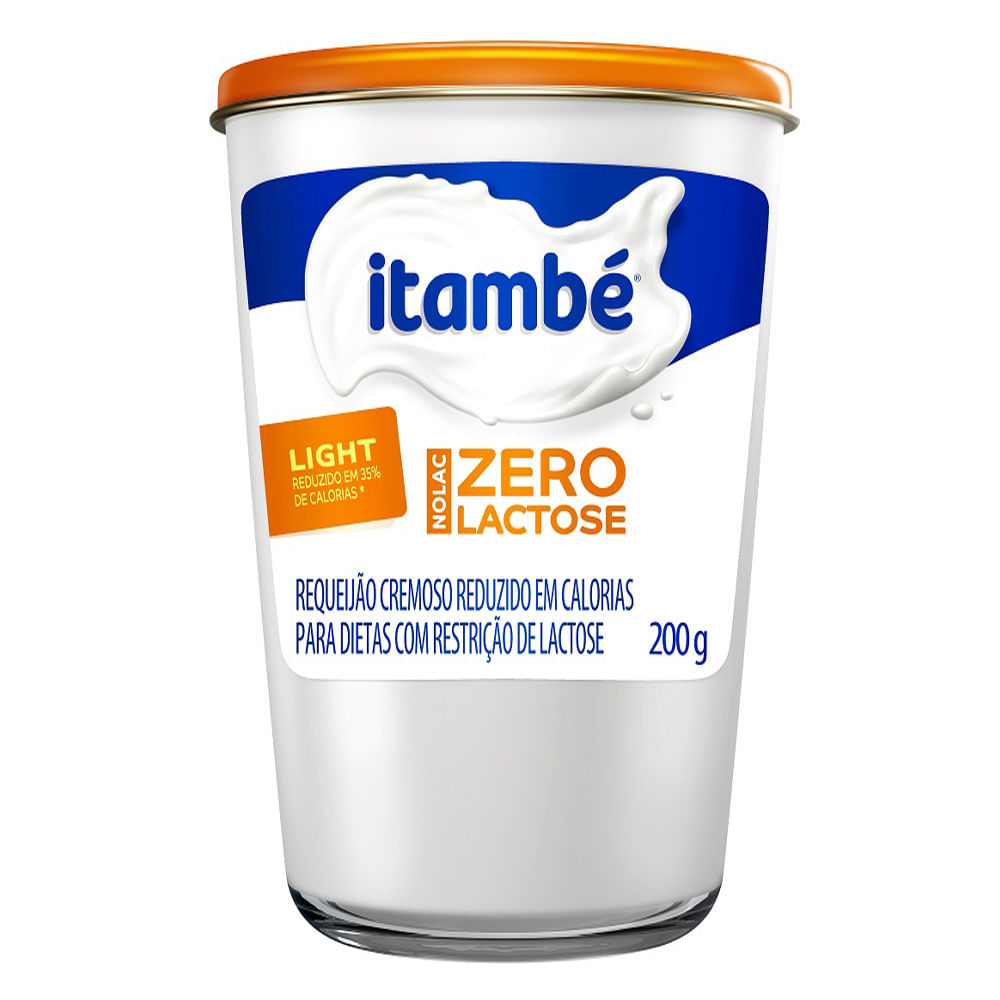 itambé®
LIGHT
REDUZIDO EM 35%
DE CALORIAS*
NOLAC
ZERO
LACTOSE
REQUEIJÃO CREMOSO REDUZIDO EM CALORIAS
PARA DIETAS COM RESTRIÇÃO DE LACTOSE 200 g